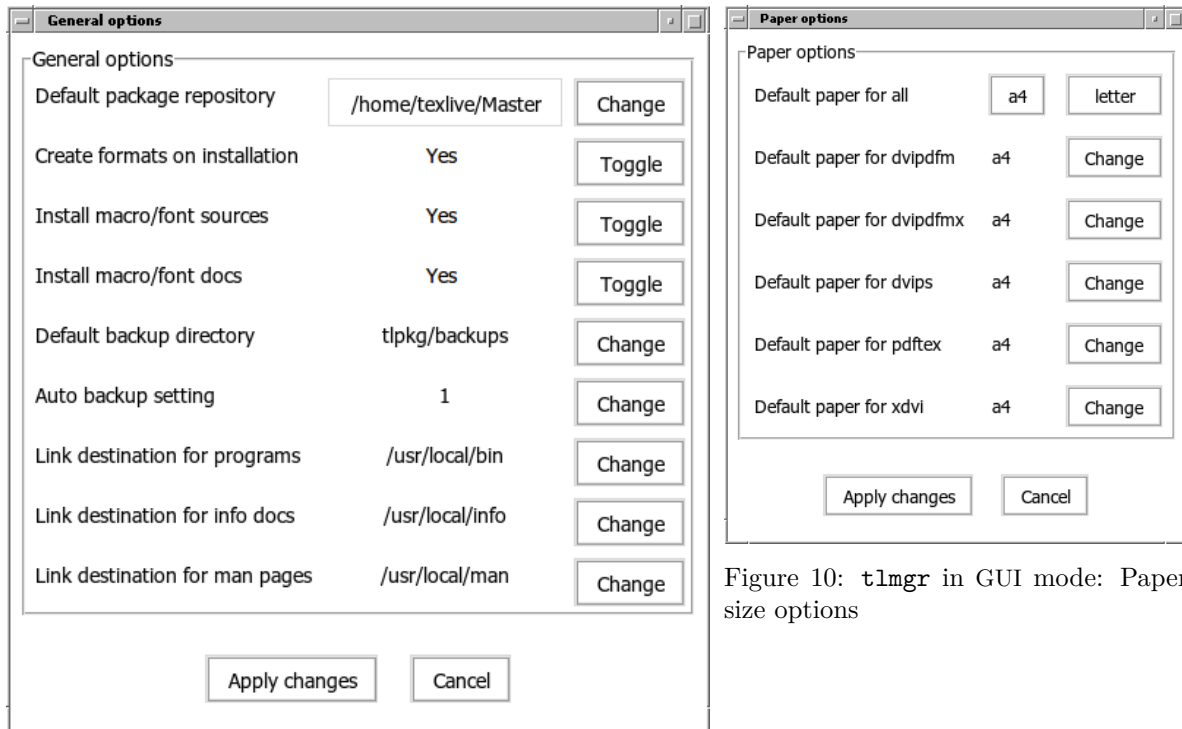 General options
General options
Default package repository /home/texlive/Master Change
Create formats on installation Yes Toggle
Install macro/font sources Yes Toggle
Install macro/font docs Yes Toggle
Default backup directory tlpkg/backups Change
Auto backup setting 1 Change
Link destination for programs /usr/local/bin Change
Link destination for info docs /usr/local/info Change
Link destination for man pages /usr/local/man Change
Apply changes Cancel
Paper options
Paper options
Default paper for all a4 letter
Default paper for dvipdfm a4 Change
Default paper for dvipdfmx a4 Change
Default paper for dvips a4 Change
Default paper for pdftex a4 Change
Default paper for xdvi a4 Change
Apply changes Cancel
Figure 10: tlmgr in GUI mode: Paper
size options